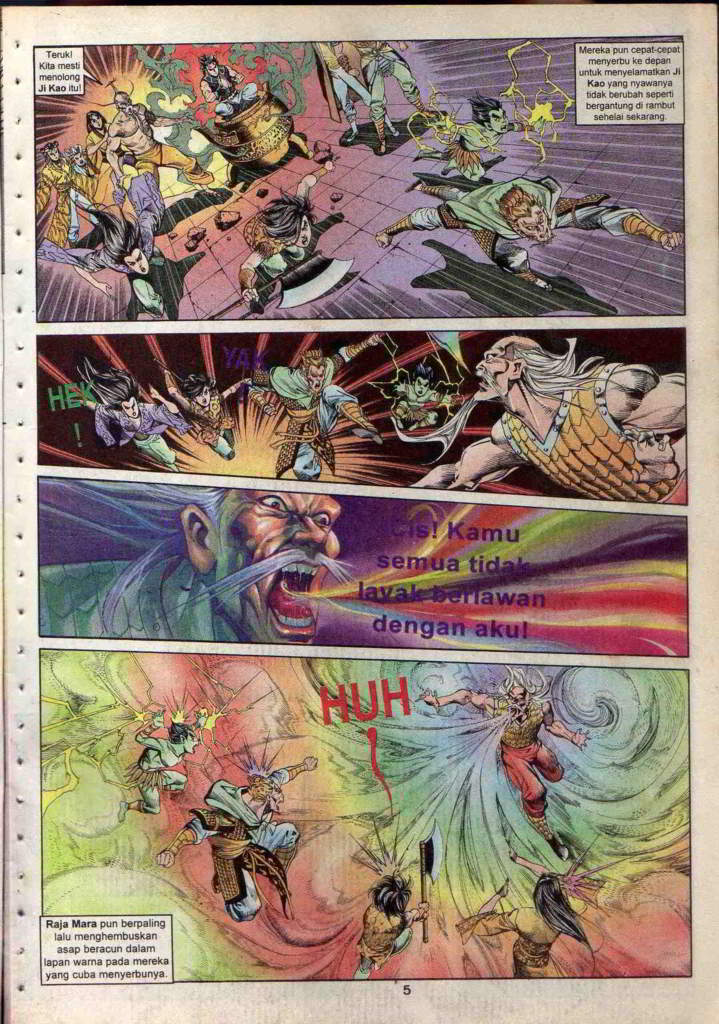 Teruk!
Kita mesti
menolong
Ji Kao itu!
Mereka pun cepat-cepat
menyerbu ke depan
untuk menyelamatkan Ji
Kao yang nyawanya
tidak berubah seperti
bergantung di rambut
sehelai sekarang.
HEK
!
YAK
!
Cis! Kamu
semua tidak
layak berlawan
dengan aku!
HUH
!
Raja Mara pun berpaling
lalu menghembuskan
asap beracun dalam
lapan warna pada mereka
yang cuba menyerbunya.
5